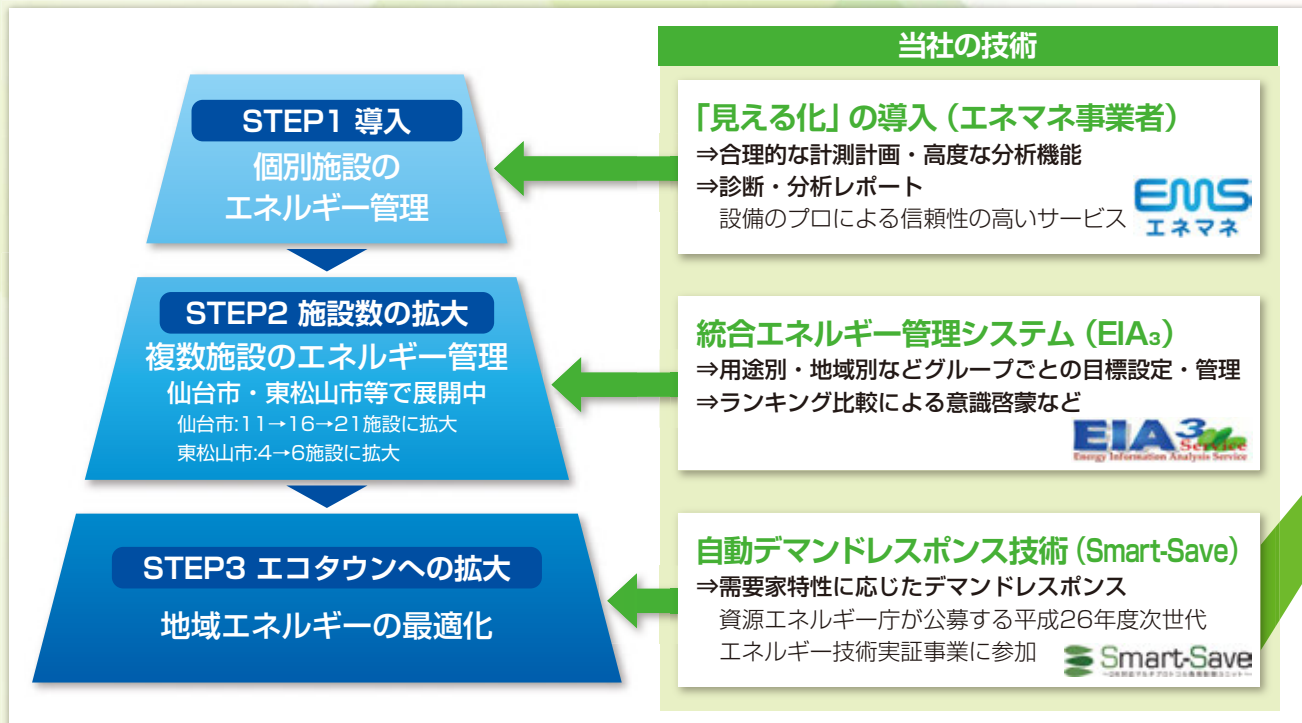 当社の技術
STEP1 導入
個別施設の
エネルギー管理
「見える化」の導入（エネマネ事業者）
⇒合理的な計測計画・高度な分析機能
⇒診断・分析レポート
設備のプロによる信頼性の高いサービス
EMS
エネマネ
STEP2 施設数の拡大
複数施設のエネルギー管理
仙台市・東松山市等で展開中
仙台市:11→16→21施設に拡大
東松山市:4→6施設に拡大
統合エネルギー管理システム（EIA₃）
⇒用途別・地域別などグループごとの目標設定・管理
⇒ランキング比較による意識啓蒙など
EIA3
Service
Energy Information Analysis Service
STEP3 エコタウンへの拡大
地域エネルギーの最適化
自動デマンドレスポンス技術（Smart-Save）
⇒需要家特性に応じたデマンドレスポンス
資源エネルギー庁が公募する平成26年度次世代
エネルギー技術実証事業に参加
Smart-Save